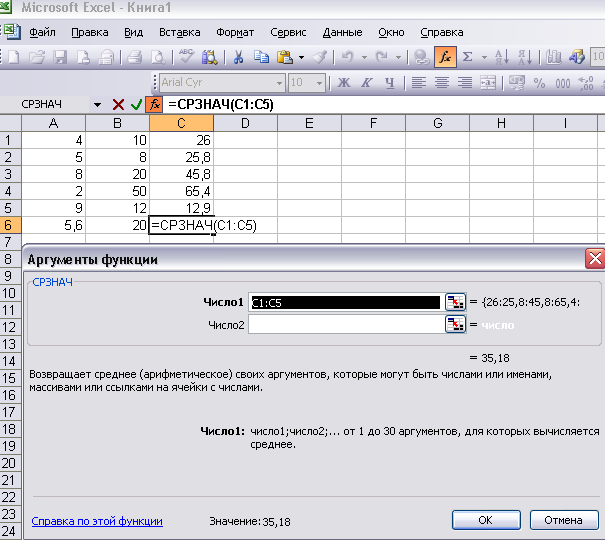 Microsoft Excel - Книга1
Файл Правка Вид Вставка Формат Сервис Данные Окно Справка
Arial Cyr 10 Ж К Ч % 000
СРЗНАЧ =СРЗНАЧ(C1:C5)
A B C D E F G H I
1 4 10 26
2 5 8 25,8
3 8 20 45,8
4 2 50 65,4
5 9 12 12,9
6 5,6 20 =СРЗНАЧ(C1:C5)
7
8 Аргументы функции
9 СРЗНАЧ
10 Число1 C1:C5 = {26:25,8:45,8:65,4:
11
12 Число2 = число
13
14 = 35,18
15 Возвращает среднее (арифметическое) своих аргументов, которые могут быть числами или именами,
16 массивами или ссылками на ячейки с числами.
17
18 Число1: число1;число2;... от 1 до 30 аргументов, для которых вычисляется
19 среднее.
20
21
22
23 Справка по этой функции Значение: 35,18 OK Отмена
24